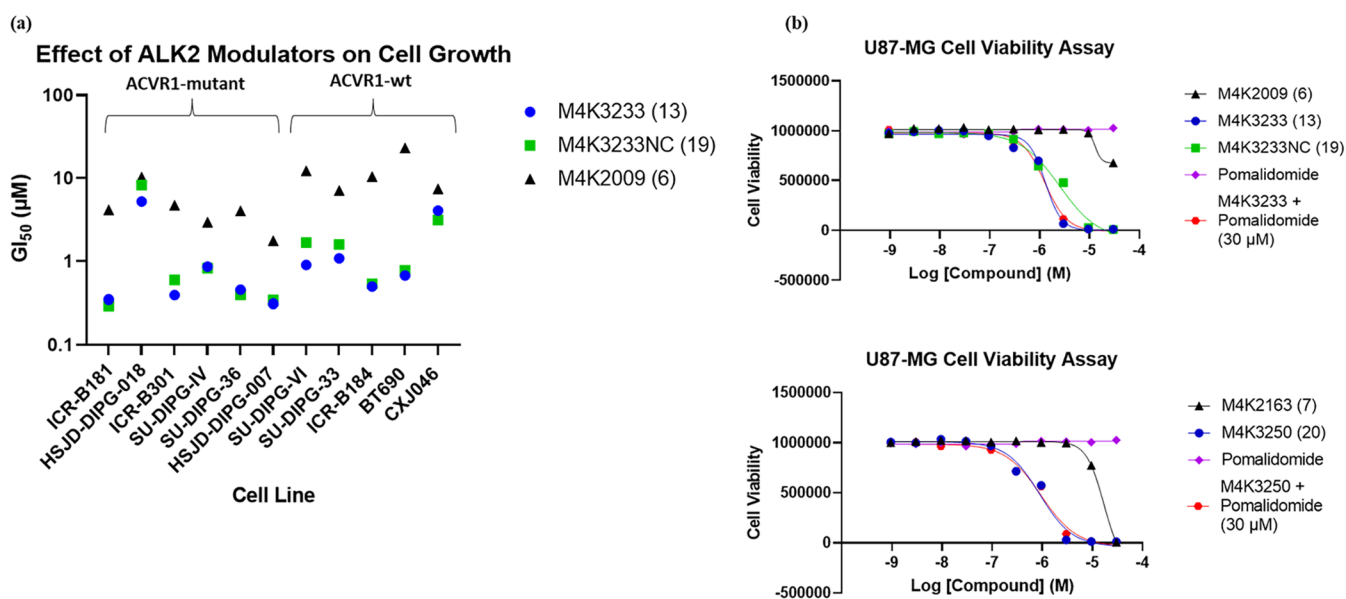 (a)
Effect of ALK2 Modulators on Cell Growth
ACVR1-mutant
ACVR1-wt
100
10
1
0.1
GI50 (µM)
ICR-B181
HSJD-DIPG-018
ICR-B301
SU-DIPG-IV
SU-DIPG-36
HSJD-DIPG-007
SU-DIPG-VI
SU-DIPG-33
ICR-B184
BT690
CXJ046
Cell Line
M4K3233 (13)
M4K3233NC (19)
M4K2009 (6)
(b)
U87-MG Cell Viability Assay
1500000
1000000
500000
0
-500000
Cell Viability
-9
-8
-7
-6
-5
-4
Log [Compound] (M)
M4K2009 (6)
M4K3233 (13)
M4K3233NC (19)
Pomalidomide
M4K3233 +
Pomalidomide
(30 µM)
U87-MG Cell Viability Assay
1500000
1000000
500000
0
-500000
Cell Viability
-9
-8
-7
-6
-5
-4
Log [Compound] (M)
M4K2163 (7)
M4K3250 (20)
Pomalidomide
M4K3250 +
Pomalidomide
(30 µM)